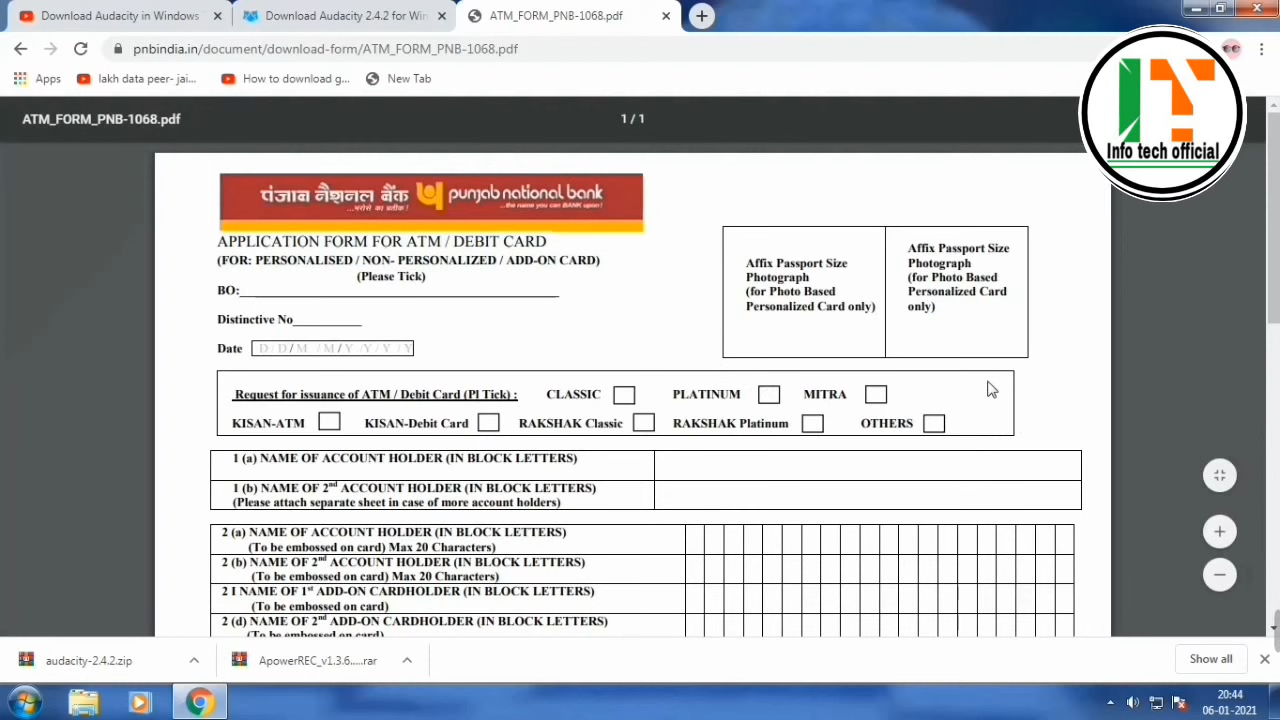 Download Audacity in Windows
Download Audacity 2.4.2 for Win
ATM_FORM_PNB-1068.pdf
pnbindia.in/document/download-form/ATM_FORM_PNB-1068.pdf
Apps
lakh data peer- jai...
How to download g...
New Tab
Info tech official
ATM_FORM_PNB-1068.pdf
1 / 1
पंजाब नैशनल बैंक
...भरोसे का प्रतीक!
punjab national bank
...the name you can BANK upon!
APPLICATION FORM FOR ATM / DEBIT CARD
(FOR: PERSONALISED / NON- PERSONALIZED / ADD-ON CARD)
(Please Tick)
BO:
Distinctive No
Date D / D / M / M / Y / Y / Y / Y
Affix Passport Size
Photograph
(for Photo Based
Personalized Card only)
Affix Passport Size
Photograph
(for Photo Based
Personalized Card
only)
Request for issuance of ATM / Debit Card (Pl Tick) : CLASSIC PLATINUM MITRA
KISAN-ATM KISAN-Debit Card RAKSHAK Classic RAKSHAK Platinum OTHERS
1 (a) NAME OF ACCOUNT HOLDER (IN BLOCK LETTERS)
1 (b) NAME OF 2nd ACCOUNT HOLDER (IN BLOCK LETTERS)
(Please attach separate sheet in case of more account holders)
2 (a) NAME OF ACCOUNT HOLDER (IN BLOCK LETTERS)
(To be embossed on card) Max 20 Characters)
2 (b) NAME OF 2nd ACCOUNT HOLDER (IN BLOCK LETTERS)
(To be embossed on card) Max 20 Characters)
2 I NAME OF 1st ADD-ON CARDHOLDER (IN BLOCK LETTERS)
(To be embossed on card)
2 (d) NAME OF 2nd ADD-ON CARDHOLDER (IN BLOCK LETTERS)
(To be embossed on card)
audacity-2.4.2.zip
ApowerREC_v1.3.6.....rar
Show all
20:44
06-01-2021